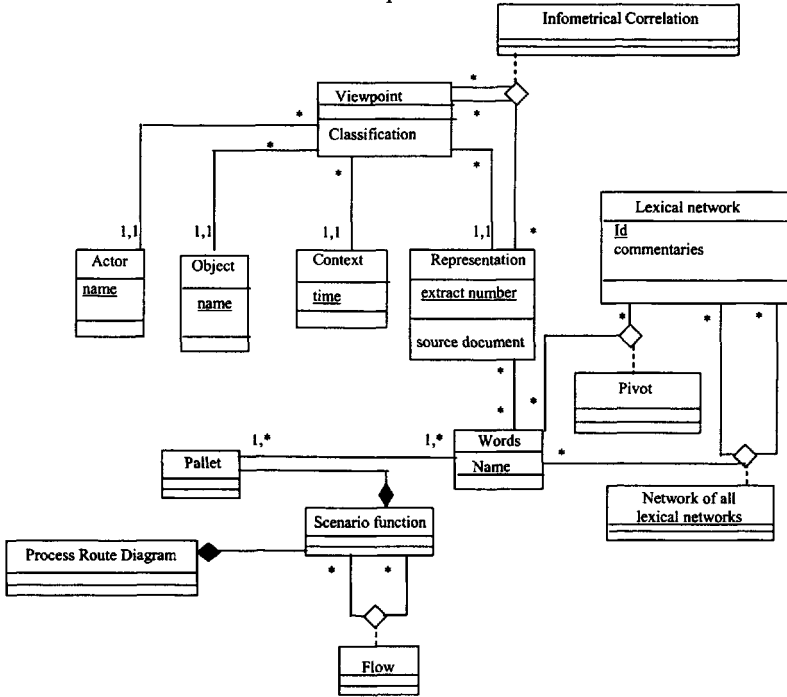 Infometrical Correlation
Viewpoint
*
*
*
Classification
*
*
*
1,1
1,1
1,1
1,1
*
Lexical network
Id
commentaries
Actor
name
Object
name
Context
time
Representation
extract number
source document
*
*
*
*
*
*
Pivot
1,*
1,*
Words
Name
*
Pallet
Network of all
lexical networks
Scenario function
Process Route Diagram
*
*
Flow